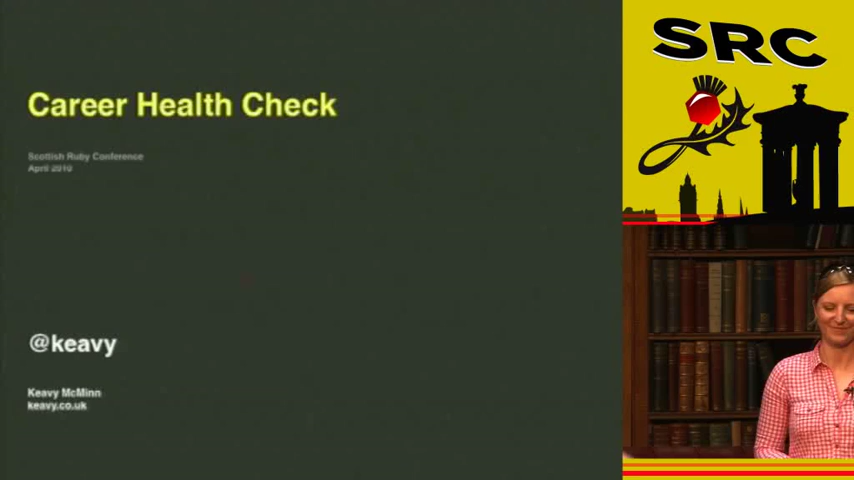 Career Health Check
Scottish Ruby Conference
April 2010
@keavy
Keavy McMinn
keavy.co.uk
SRC